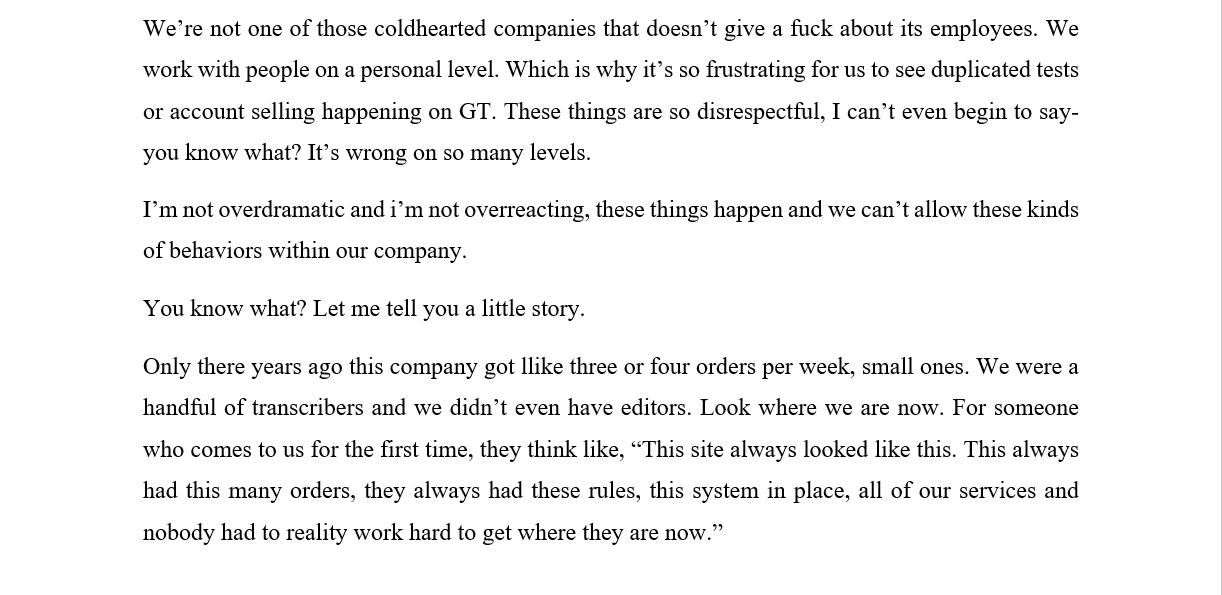 We’re not one of those coldhearted companies that doesn’t give a fuck about its employees. We
work with people on a personal level. Which is why it’s so frustrating for us to see duplicated tests
or account selling happening on GT. These things are so disrespectful, I can’t even begin to say-
you know what? It’s wrong on so many levels.
I’m not overdramatic and i’m not overreacting, these things happen and we can’t allow these kinds
of behaviors within our company.
You know what? Let me tell you a little story.
Only there years ago this company got llike three or four orders per week, small ones. We were a
handful of transcribers and we didn’t even have editors. Look where we are now. For someone
who comes to us for the first time, they think like, “This site always looked like this. This always
had this many orders, they always had these rules, this system in place, all of our services and
nobody had to reality work hard to get where they are now.”